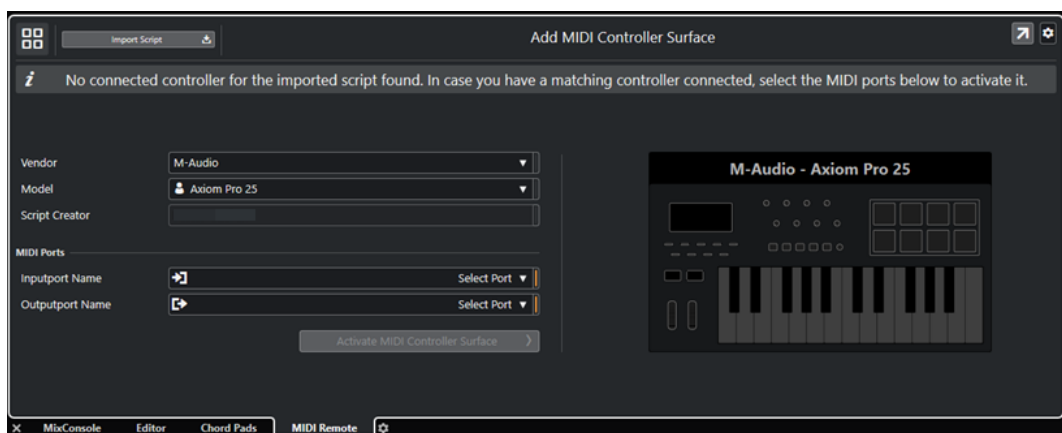 Import Script
Add MIDI Controller Surface
i No connected controller for the imported script found. In case you have a matching controller connected, select the MIDI ports below to activate it.
Vendor M-Audio
Model Axiom Pro 25
Script Creator
MIDI Ports
Inputport Name Select Port
Outputport Name Select Port
Activate MIDI Controller Surface
M-Audio - Axiom Pro 25
MixConsole Editor Chord Pads MIDI Remote